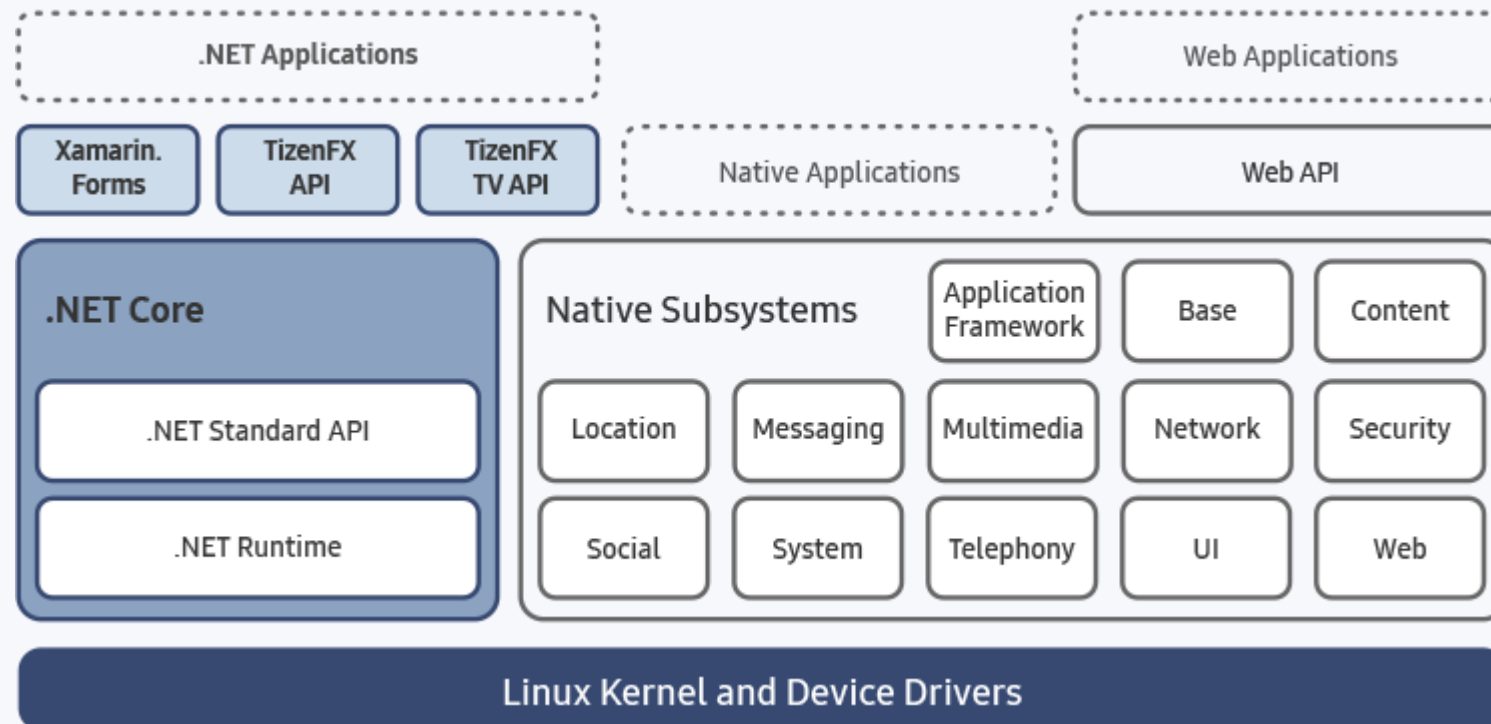 .NET Applications
Web Applications
Xamarin.
Forms
TizenFX
API
TizenFX
TV API
Native Applications
Web API
.NET Core
Native Subsystems
Application
Framework
Base
Content
.NET Standard API
Location
Messaging
Multimedia
Network
Security
.NET Runtime
Social
System
Telephony
UI
Web
Linux Kernel and Device Drivers